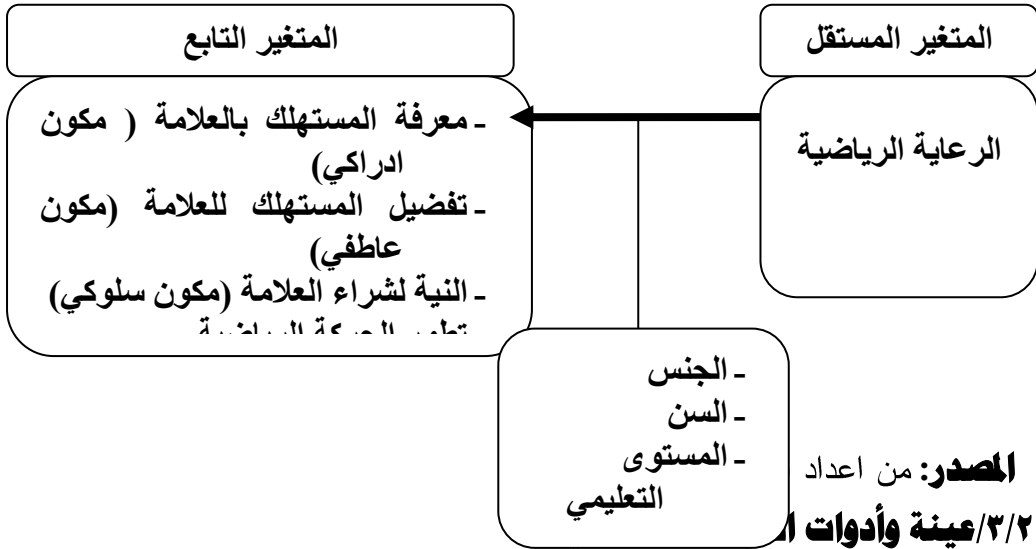 المتغير المستقل
المتغير التابع
الرعاية الرياضية
- معرفة المستهلك بالعلامة ( مكون
ادراكي)
- تفضيل المستهلك للعلامة (مكون
عاطفي)
- النية لشراء العلامة (مكون سلوكي)
- الجنس
- السن
- المستوى
التعليمي
المصدر: من اعداد
٢/٣/عينة وأدوات